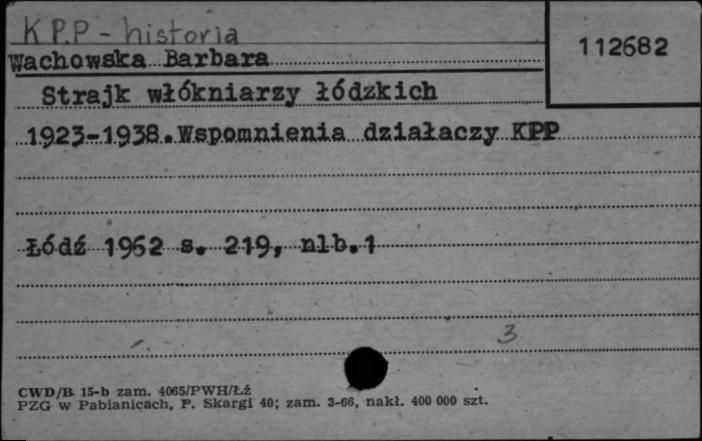 KPP - historia
112682
Wachowska Barbara
Strajk włókniarzy łódzkich
1923-1938.Wspomnienia działaczy KPP
Łódź 1962 s. 219, nlb.1
3
CWD/B 15-b zam. 4065/PWH/Łź
PZG w Pabianicach, P. Skargi 40; zam. 3-66, nakł. 400 000 szt.